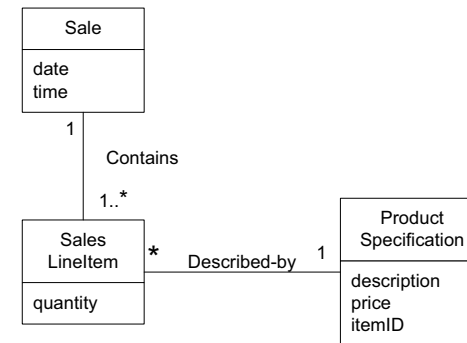 Sale
date
time
1
Contains
1..*
Sales
LineItem
quantity
*
Described-by
1
Product
Specification
description
price
itemID